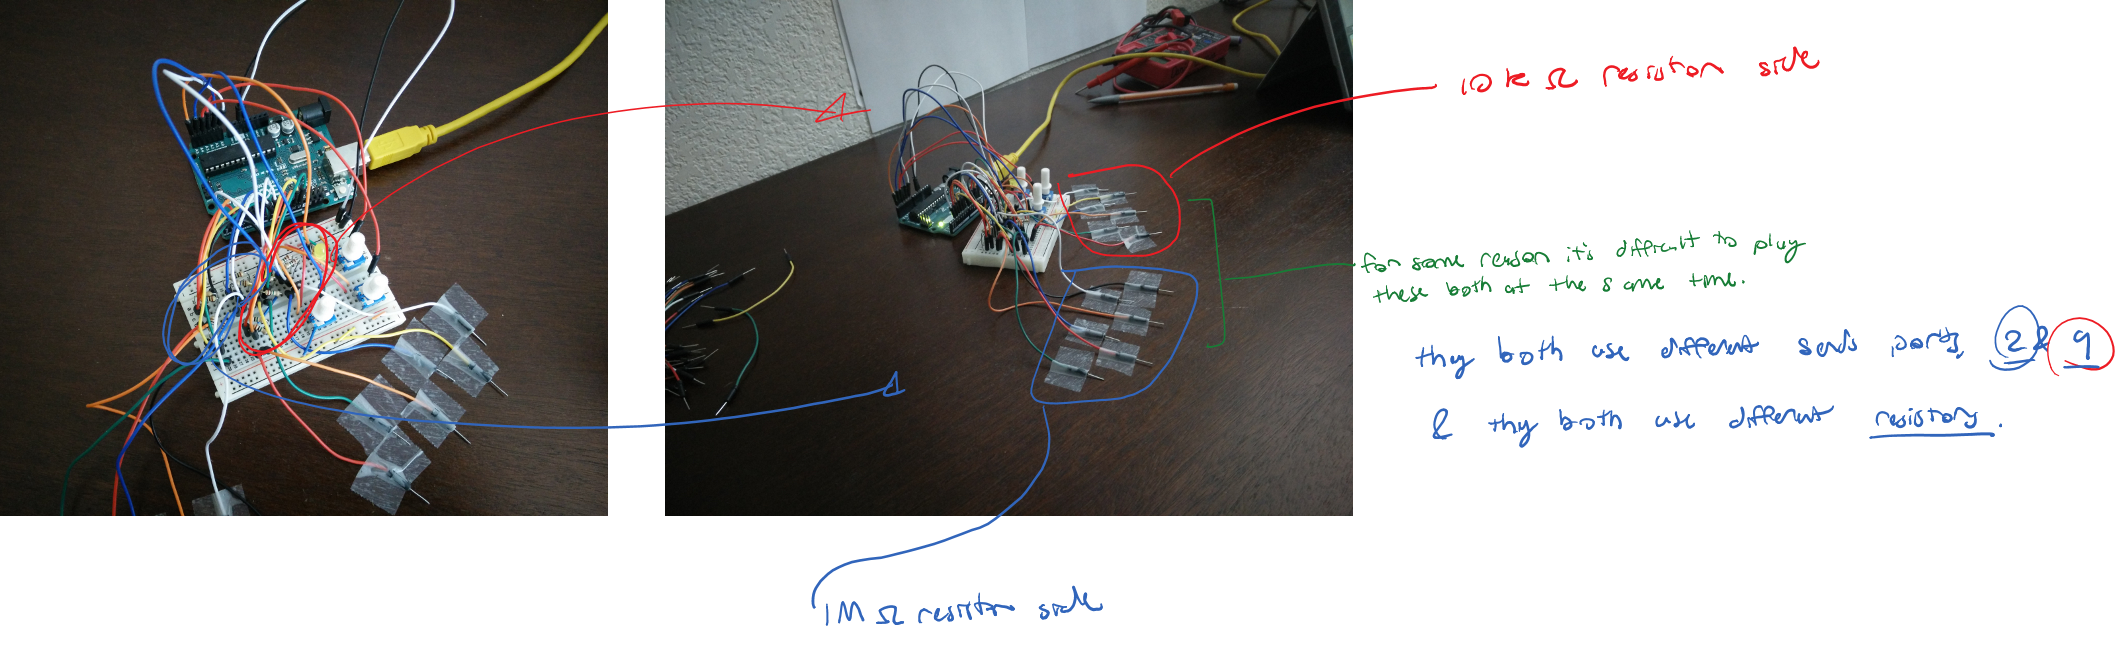 10 k Ω resistor side
for some reason it's difficult to play
these both at the same time.
they both use different sends ports, 2 & 9
& they both use different resistors.
1M Ω resistor side